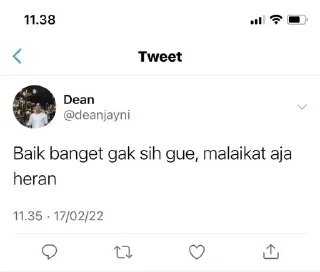 11.38
Tweet
Dean
@deanjayni
Baik banget gak sih gue, malaikat aja
heran
11.35 · 17/02/22